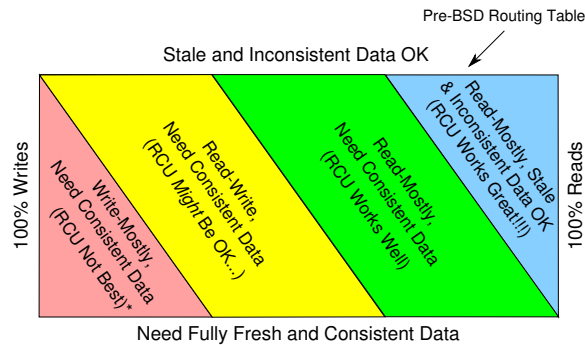 Pre-BSD Routing Table
Stale and Inconsistent Data OK
100% Writes
Write-Mostly,
Need Consistent Data
(RCU Not Best)*
Read-Write,
Need Consistent Data
(RCU Might Be OK...)
Read-Mostly,
Need Consistent Data
(RCU Works Well)
Read-Mostly, Stale
& Inconsistent Data OK
(RCU Works Great!!!)
100% Reads
Need Fully Fresh and Consistent Data